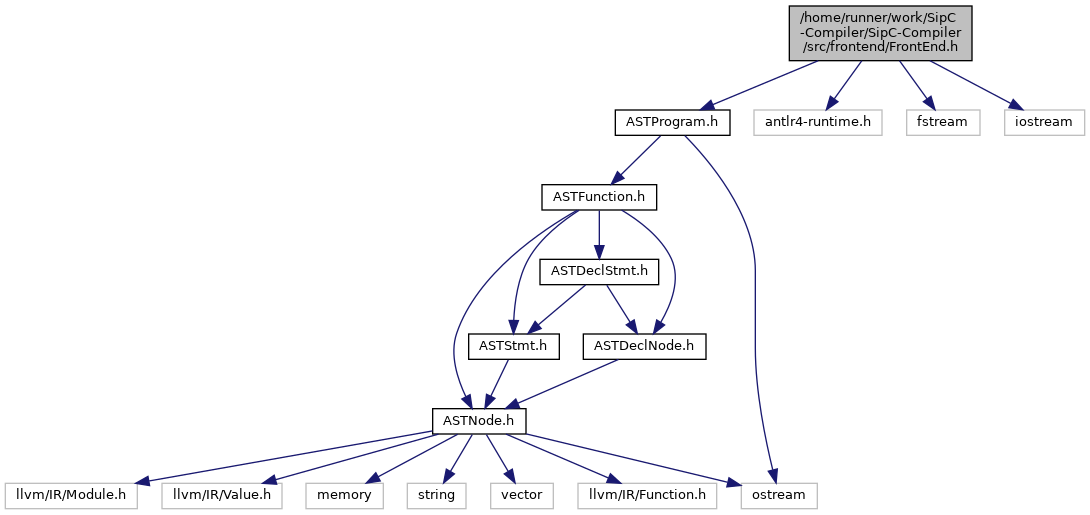 /home/runner/work/SipC
-Compiler/SipC-Compiler
/src/frontend/FrontEnd.h
ASTProgram.h
antlr4-runtime.h
fstream
iostream
ASTFunction.h
ASTDeclStmt.h
ASTStmt.h
ASTDeclNode.h
ASTNode.h
llvm/IR/Module.h
llvm/IR/Value.h
memory
string
vector
llvm/IR/Function.h
ostream